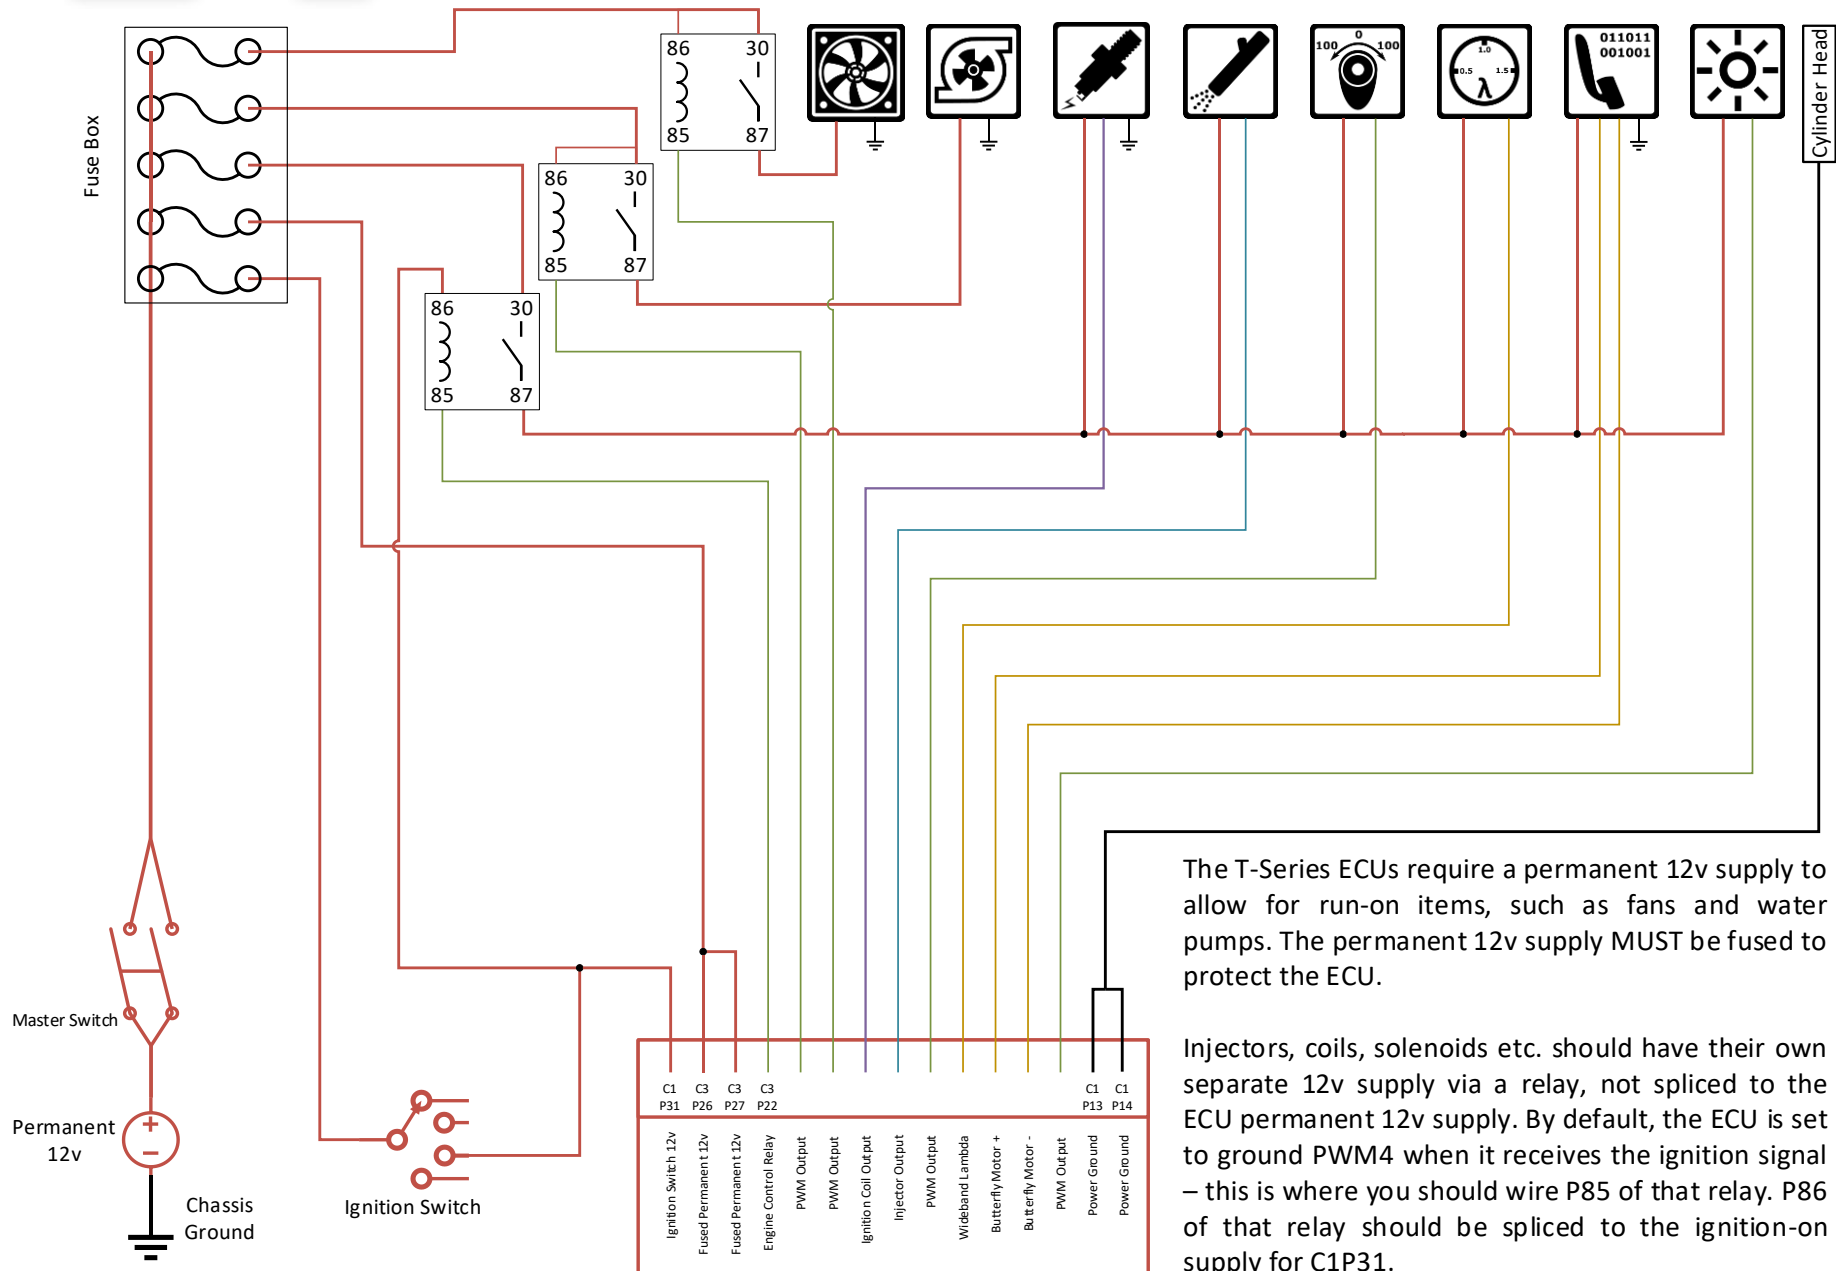 Fuse Box
86 30
85 87
86 30
85 87
86 30
85 87
100 0 100
1.0
0.5 1.5
λ
011011
001001
Cylinder Head
Master Switch
Permanent
12v
Chassis
Ground
Ignition Switch
C1 C3 C3 C3 C1 C1
P31 P26 P27 P22 P13 P14
Ignition Switch 12v
Fused Permanent 12v
Fused Permanent 12v
Engine Control Relay
PWM Output
PWM Output
Ignition Coil Output
Injector Output
PWM Output
Wideband Lambda
Butterfly Motor +
Butterfly Motor -
PWM Output
Power Ground
Power Ground
The T-Series ECUs require a permanent 12v supply to
allow for run-on items, such as fans and water
pumps. The permanent 12v supply MUST be fused to
protect the ECU.
Injectors, coils, solenoids etc. should have their own
separate 12v supply via a relay, not spliced to the
ECU permanent 12v supply. By default, the ECU is set
to ground PWM4 when it receives the ignition signal
– this is where you should wire P85 of that relay. P86
of that relay should be spliced to the ignition-on
supply for C1P31.